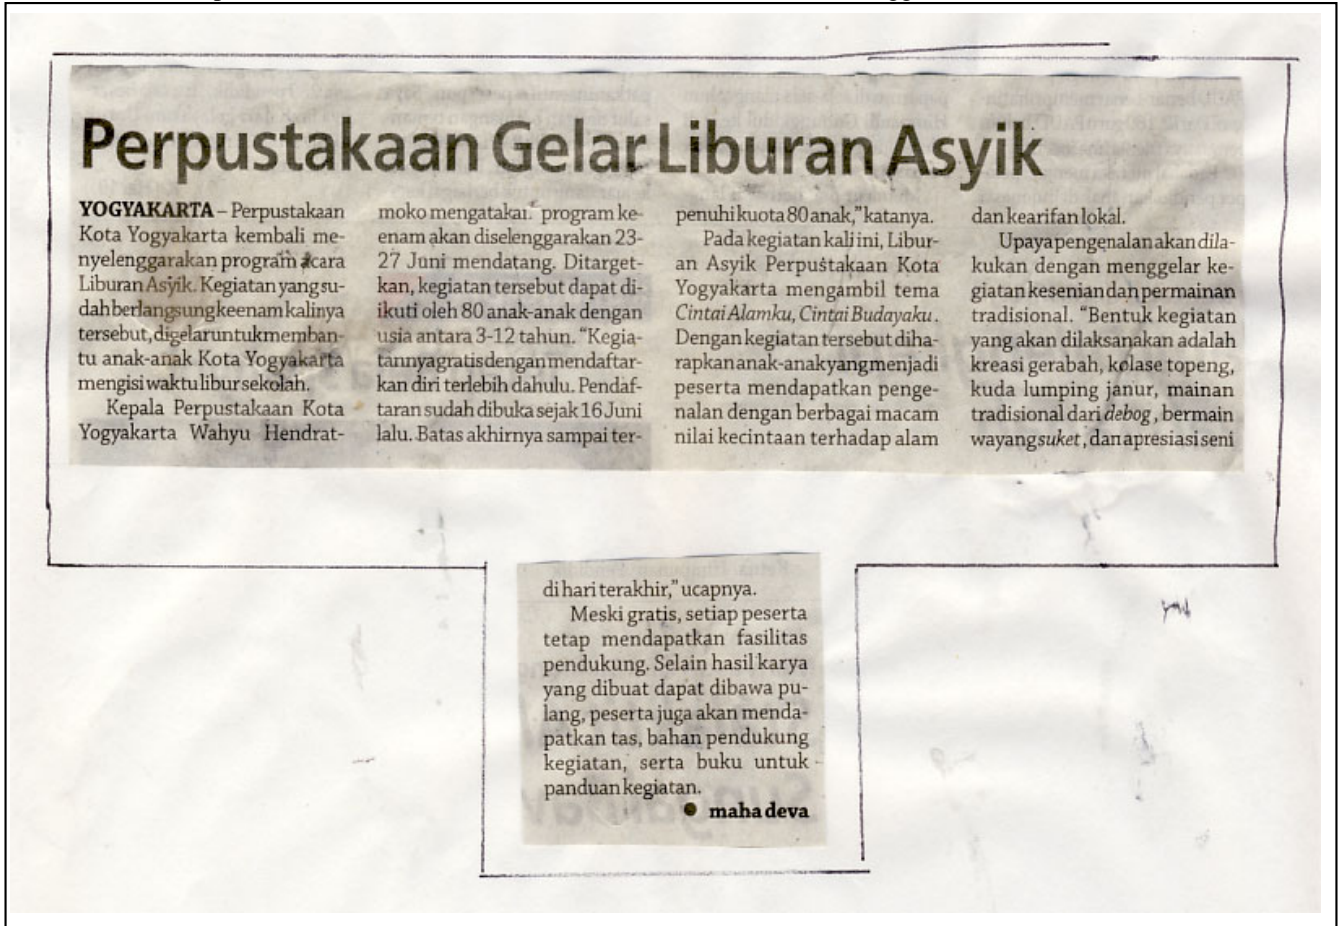 Perpustakaan Gelar Liburan Asyik
YOGYAKARTA – Perpustakaan
Kota Yogyakarta kembali me-
nyelenggarakan program acara
Liburan Asyik. Kegiatan yang su-
dah berlangsung keenam kalinya
tersebut, digelar untuk memban-
tu anak-anak Kota Yogyakarta
mengisi waktu libur sekolah.
Kepala Perpustakaan Kota
Yogyakarta Wahyu Hendrat-
moko mengatakan program ke-
enam akan diselenggarakan 23-
27 Juni mendatang. Ditarget-
kan, kegiatan tersebut dapat di-
ikuti oleh 80 anak-anak dengan
usia antara 3-12 tahun. “Kegia-
tannya gratis dengan mendaftar-
kan diri terlebih dahulu. Pendaf-
taran sudah dibuka sejak 16 Juni
lalu. Batas akhirnya sampai ter-
penuhi kuota 80 anak,” katanya.
Pada kegiatan kali ini, Libur-
an Asyik Perpustakaan Kota
Yogyakarta mengambil tema
Cintai Alamku, Cintai Budayaku.
Dengan kegiatan tersebut diha-
rapkan anak-anak yang menjadi
peserta mendapatkan penge-
nalan dengan berbagai macam
nilai kecintaan terhadap alam
dan kearifan lokal.
Upaya pengenalan akan dila-
kukan dengan menggelar ke-
giatan kesenian dan permainan
tradisional. “Bentuk kegiatan
yang akan dilaksanakan adalah
kreasi gerabah, kolase topeng,
kuda lumping janur, mainan
tradisional dari debog, bermain
wayang suket, dan apresiasi seni
di hari terakhir,” ucapnya.
Meski gratis, setiap peserta
tetap mendapatkan fasilitas
pendukung. Selain hasil karya
yang dibuat dapat dibawa pu-
lang, peserta juga akan menda-
patkan tas, bahan pendukung
kegiatan, serta buku untuk
panduan kegiatan.
● maha deva